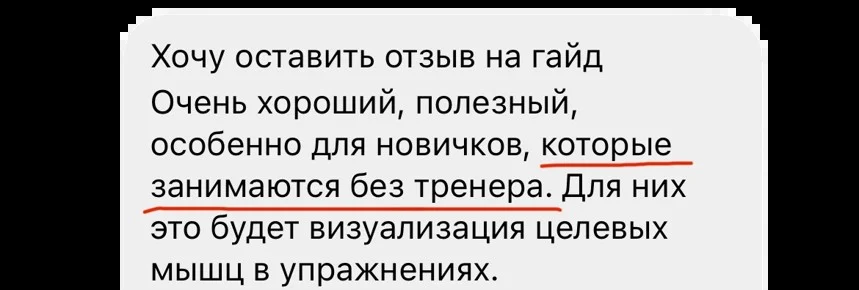 Хочу оставить отзыв на гайд
Очень хороший, полезный,
особенно для новичков, которые
занимаются без тренера. Для них
это будет визуализация целевых
мышц в упражнениях.